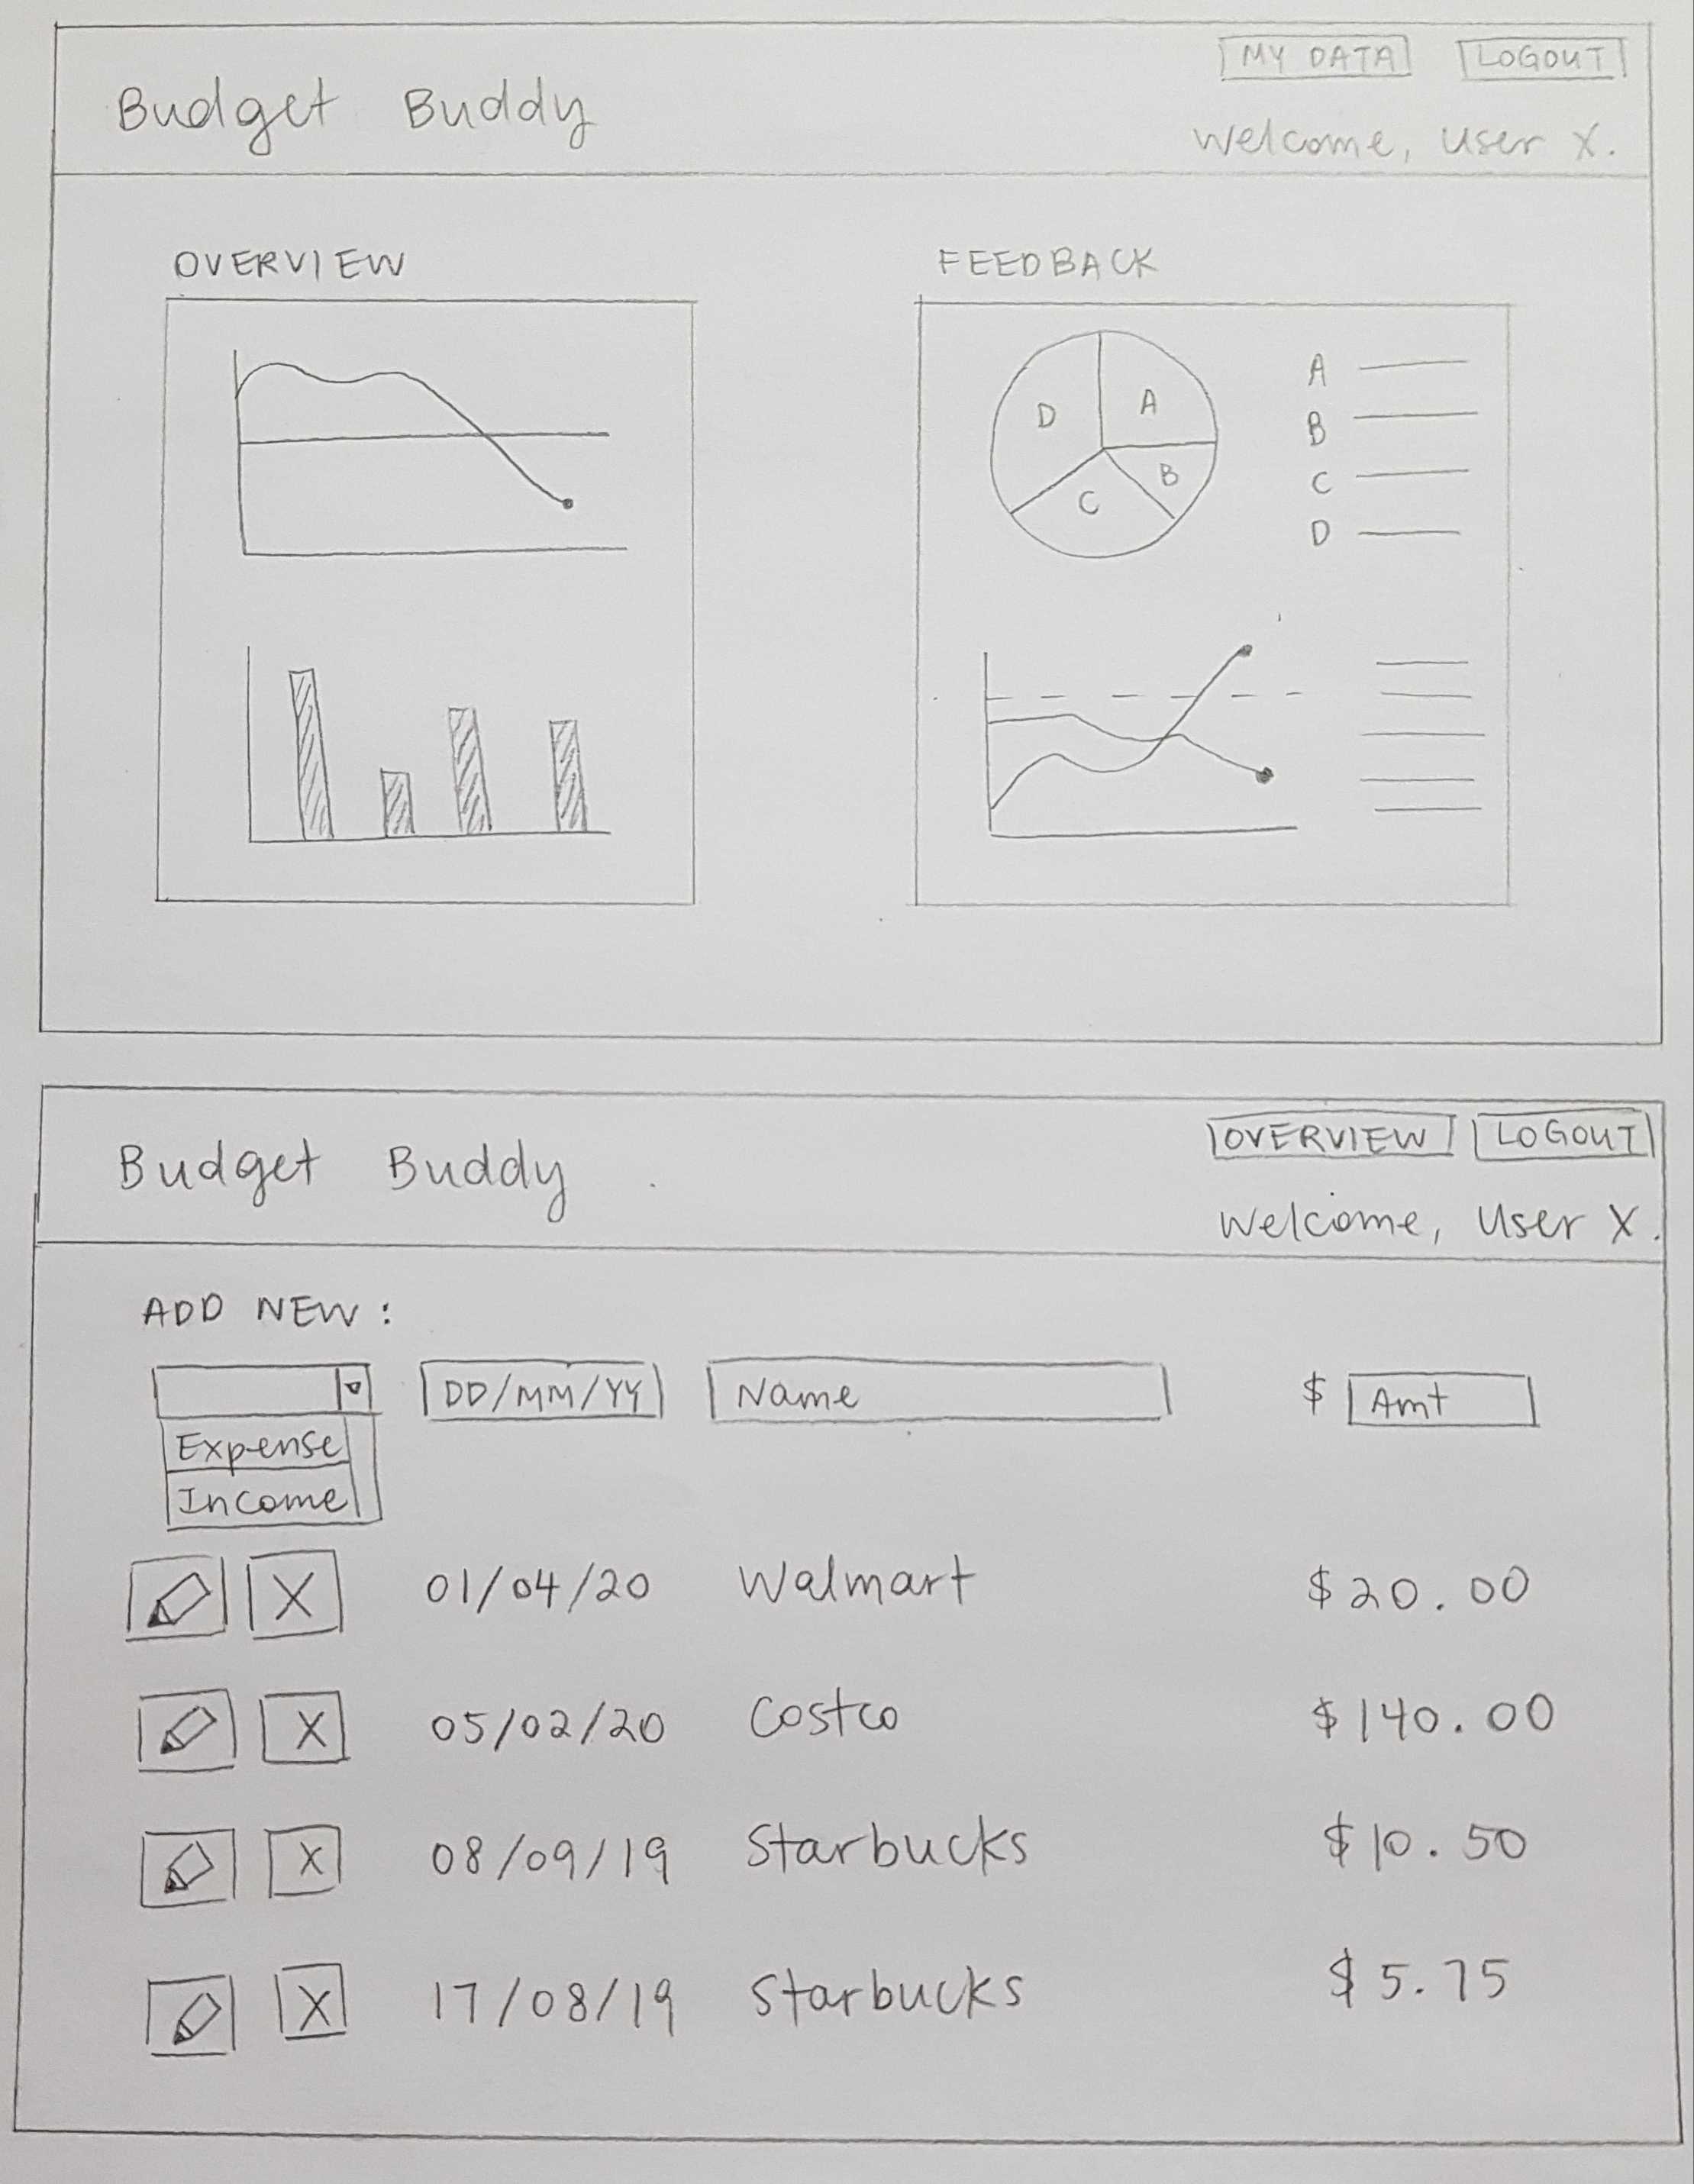 MY DATA LOGOUT
Budget Buddy
Welcome, User X.
OVERVIEW
FEEDBACK
D A
B
C
A
B
C
D
OVERVIEW LOGOUT
Budget Buddy
Welcome, User X.
ADD NEW:
DD/MM/YY Name $ Amt
Expense
Income
X 01/04/20 Walmart $20.00
X 05/02/20 Costco $140.00
X 08/09/19 Starbucks $10.50
X 17/08/19 Starbucks $5.75